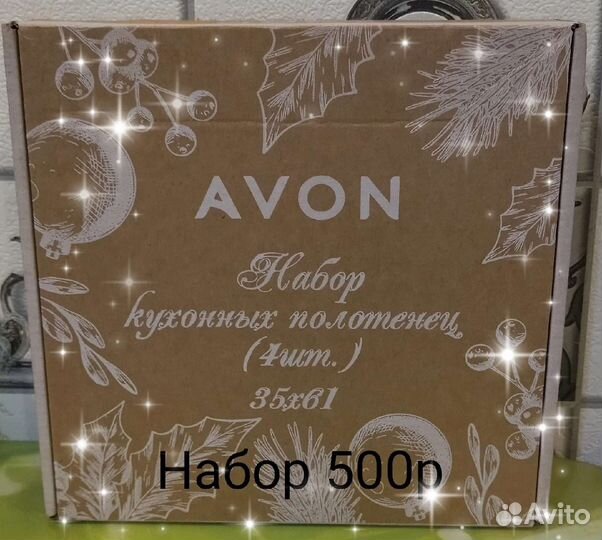 AVON
Набор
кухонных полотенец
(4шт.)
35х61
Набор 500р
Avito